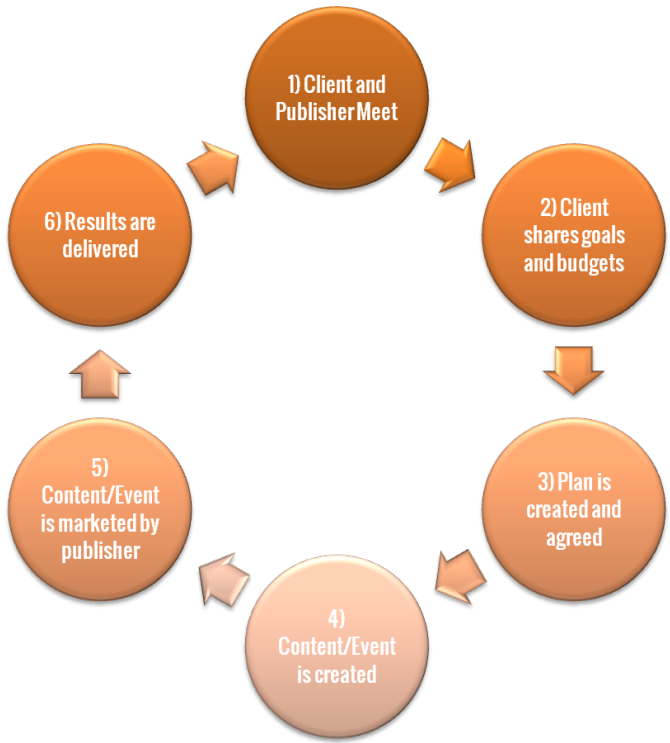 1) Client and
Publisher Meet
2) Client
shares goals
and budgets
3) Plan is
created and
agreed
4)
Content/Event
is created
5)
Content/Event
is marketed by
publisher
6) Results are
delivered